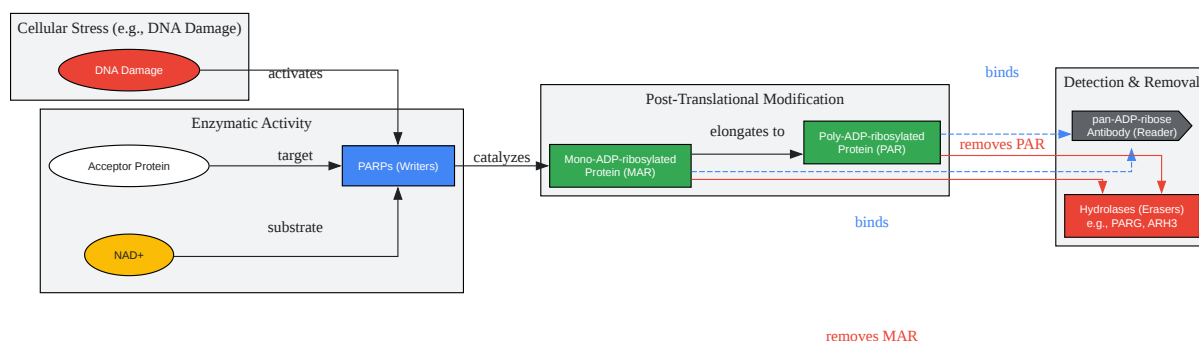 Cellular Stress (e.g., DNA Damage)
DNA Damage
activates
Enzymatic Activity
Acceptor Protein
target
PARPs (Writers)
NAD+
substrate
catalyzes
Post-Translational Modification
Mono-ADP-ribosylated
Protein (MAR)
elongates to
Poly-ADP-ribosylated
Protein (PAR)
binds
removes PAR
binds
removes MAR
Detection & Removal
pan-ADP-ribose
Antibody (Reader)
Hydrolases (Erasers)
e.g., PARG, ARH3